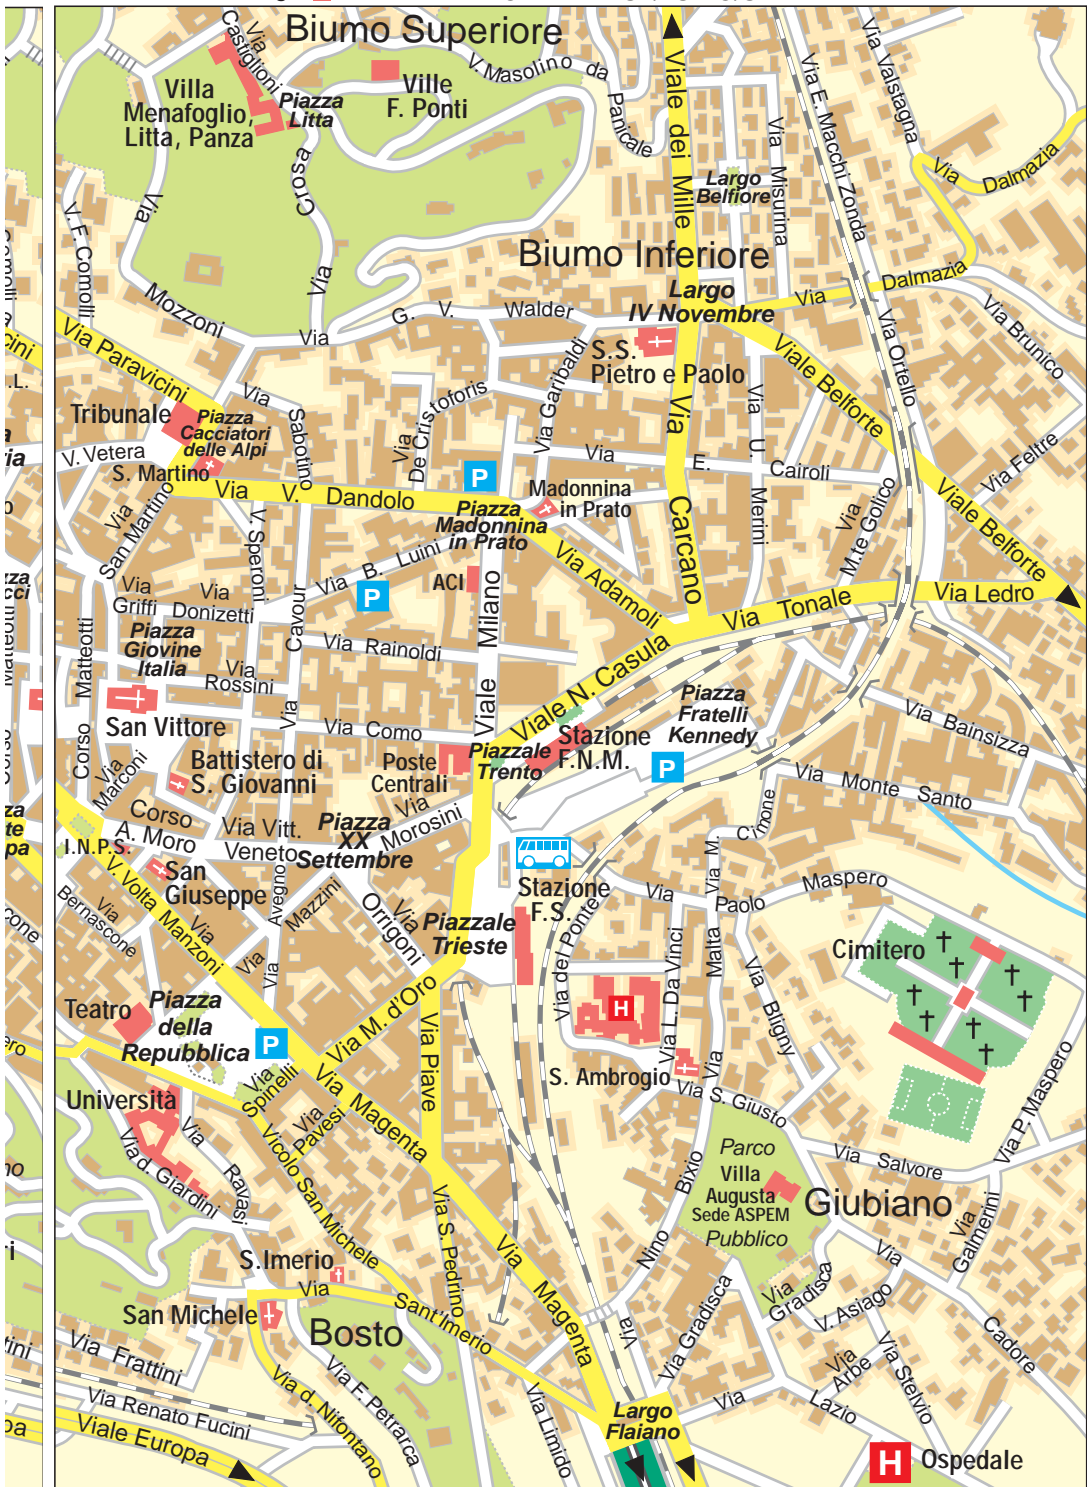 Biumo Superiore
Via
Castiglioni
Villa
Menafoglio,
Litta, Panza
Piazza
Litta
Ville
F. Ponti
V. Masolino da
Panicale
Viale dei Mille
Via E. Macchi Zonda
Via Valstagna
Via Dalmazia
Via Misurina
Largo
Belfiore
Via Crosa
V. F. Comolli
Via
Mozzoni
Biumo Inferiore
Largo
IV Novembre
Via Dalmazia
Via Brunico
Via G. V. Walder
S.S.
Pietro e Paolo
Via Ortello
Viale Belforte
Via Paravicini
Via Sabotino
Tribunale
Piazza
Cacciatori
delle Alpi
V. Vetera
S. Martino
Via
De Cristoforis
Via Garibaldi
Via Carcano
Via U. Merini
Via E. Cairoli
Via Feltre
Viale Belforte
Via V. Dandolo
P
Piazza
Madonnina
in Prato
Madonnina
in Prato
Via
M.te Golico
Via
San Martino
V. Speroni
Via B. Luini
ACI
P
Via Adamoli
Via Tonale
Via Ledro
Via
Griffi
Via
Donizetti
Via Cavour
Viale Milano
Piazza
Giovine
Italia
Via Rainoldi
Via
Rossini
Corso Matteotti
San Vittore
Via Como
Viale N. Casula
Piazza
Fratelli
Kennedy
Via Bainsizza
Piazzale
Trento
Stazione
F.N.M.
P
Poste
Centrali
Via
Marconi
Battistero di
S. Giovanni
Via Monte Santo
Corso
A. Moro
Via Vitt.
Veneto
Piazza
XX
Settembre
Via
Morosini
I.N.P.S.
San
Giuseppe
V. Volta
Via Manzoni
Via
Bernascone
Via Avegno
Via Mazzini
Via
Orrigoni
Piazzale
Trieste
Stazione
F.S.
Via M. Cimone
Via Paolo Maspero
Via del Ponte
Via L. Da Vinci
Via Malta
Via Bligny
Cimitero
H
Teatro
Piazza
della
Repubblica
P
Via M. d'Oro
Via Piave
S. Ambrogio
Via S. Giusto
Via P. Maspero
Via
Spinelli
Via
Pavesi
Via Magenta
Università
Via Ravasi
Via d. Giardini
Vicolo San Michele
Via S. Pedrino
Parco
Villa
Augusta
Sede ASPEM
Pubblico
Via Salvore
Giubiano
Via
Galmerini
Via Nino Bixio
S.Imerio
San Michele
Via Sant'Imerio
Bosto
Via Magenta
Via Gradisca
Via
Gradisca
V. Asiago
Via Cadore
Via
Arbe
Via Stelvio
Via Frattini
Via Renato Fucini
Viale Europa
Via d. Nifontano
Via F. Petrarca
Via Limido
Largo
Flaiano
Via Lazio
H Ospedale